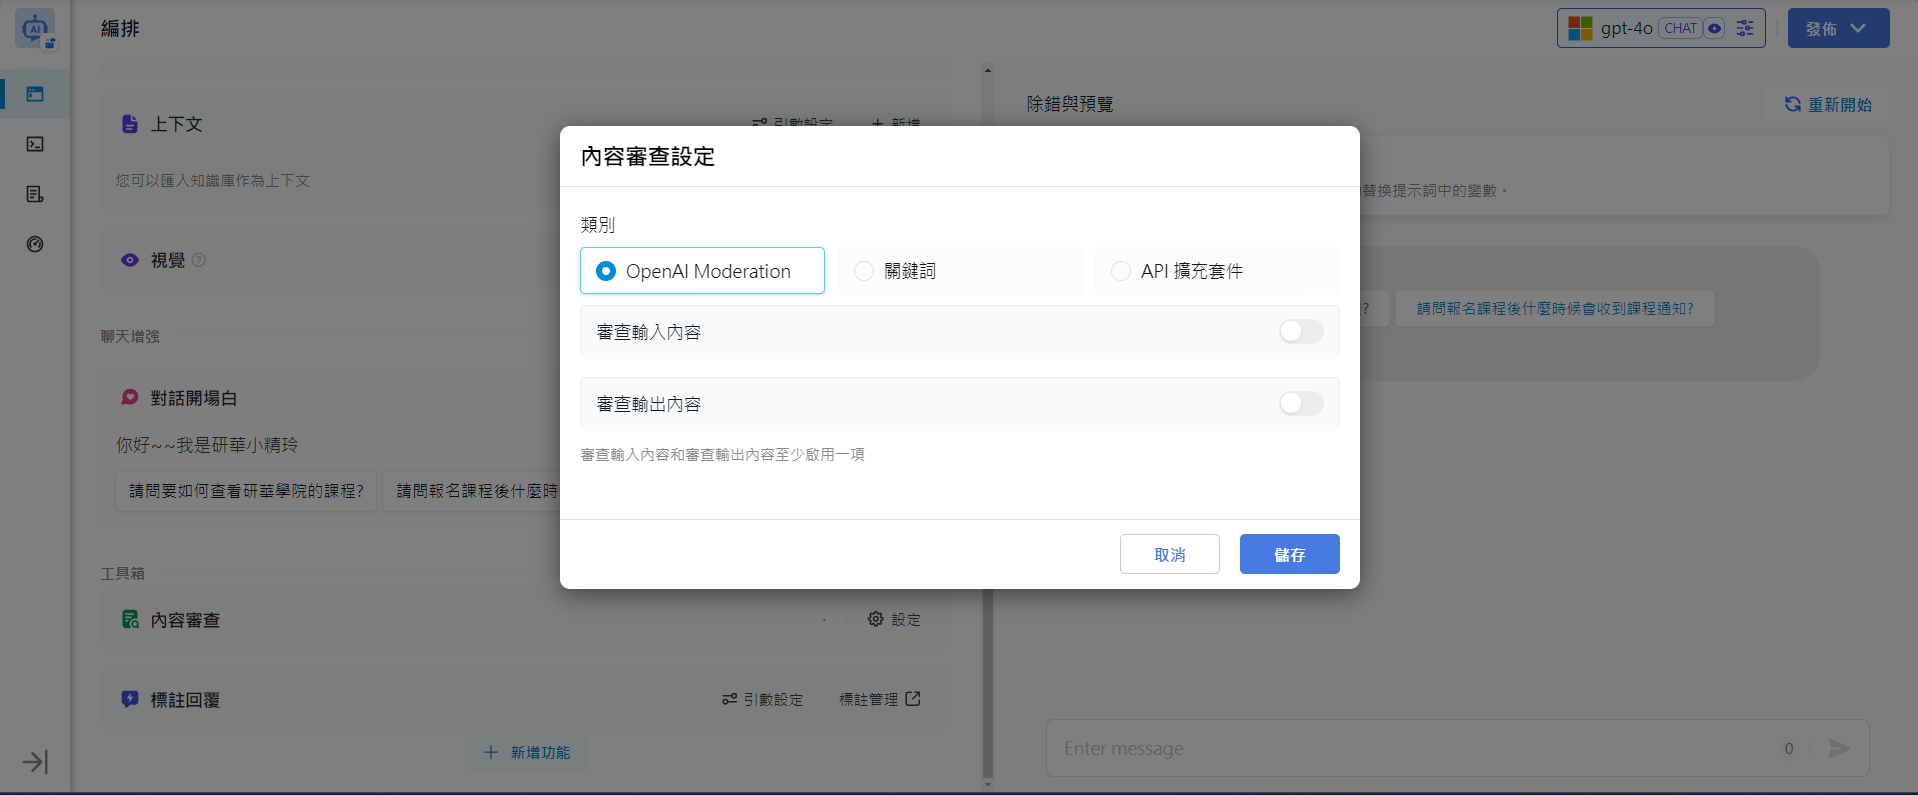 AI
編排
gpt-4o CHAT
發佈
上下文
引數設定
新增
您可以匯入知識庫作為上下文
視覺
聊天增強
對話開場白
你好~~我是研華小精玲
請問要如何查看研華學院的課程?
請問報名課程後什麼時
工具箱
內容審查
設定
標註回覆
引數設定
標註管理
新增功能
除錯與預覽
重新開始
替換提示詞中的變數。
?
請問報名課程後什麼時候會收到課程通知?
Enter message
0
內容審查設定
類別
OpenAI Moderation
關鍵詞
API 擴充套件
審查輸入內容
審查輸出內容
審查輸入內容和審查輸出內容至少啟用一項
取消
儲存